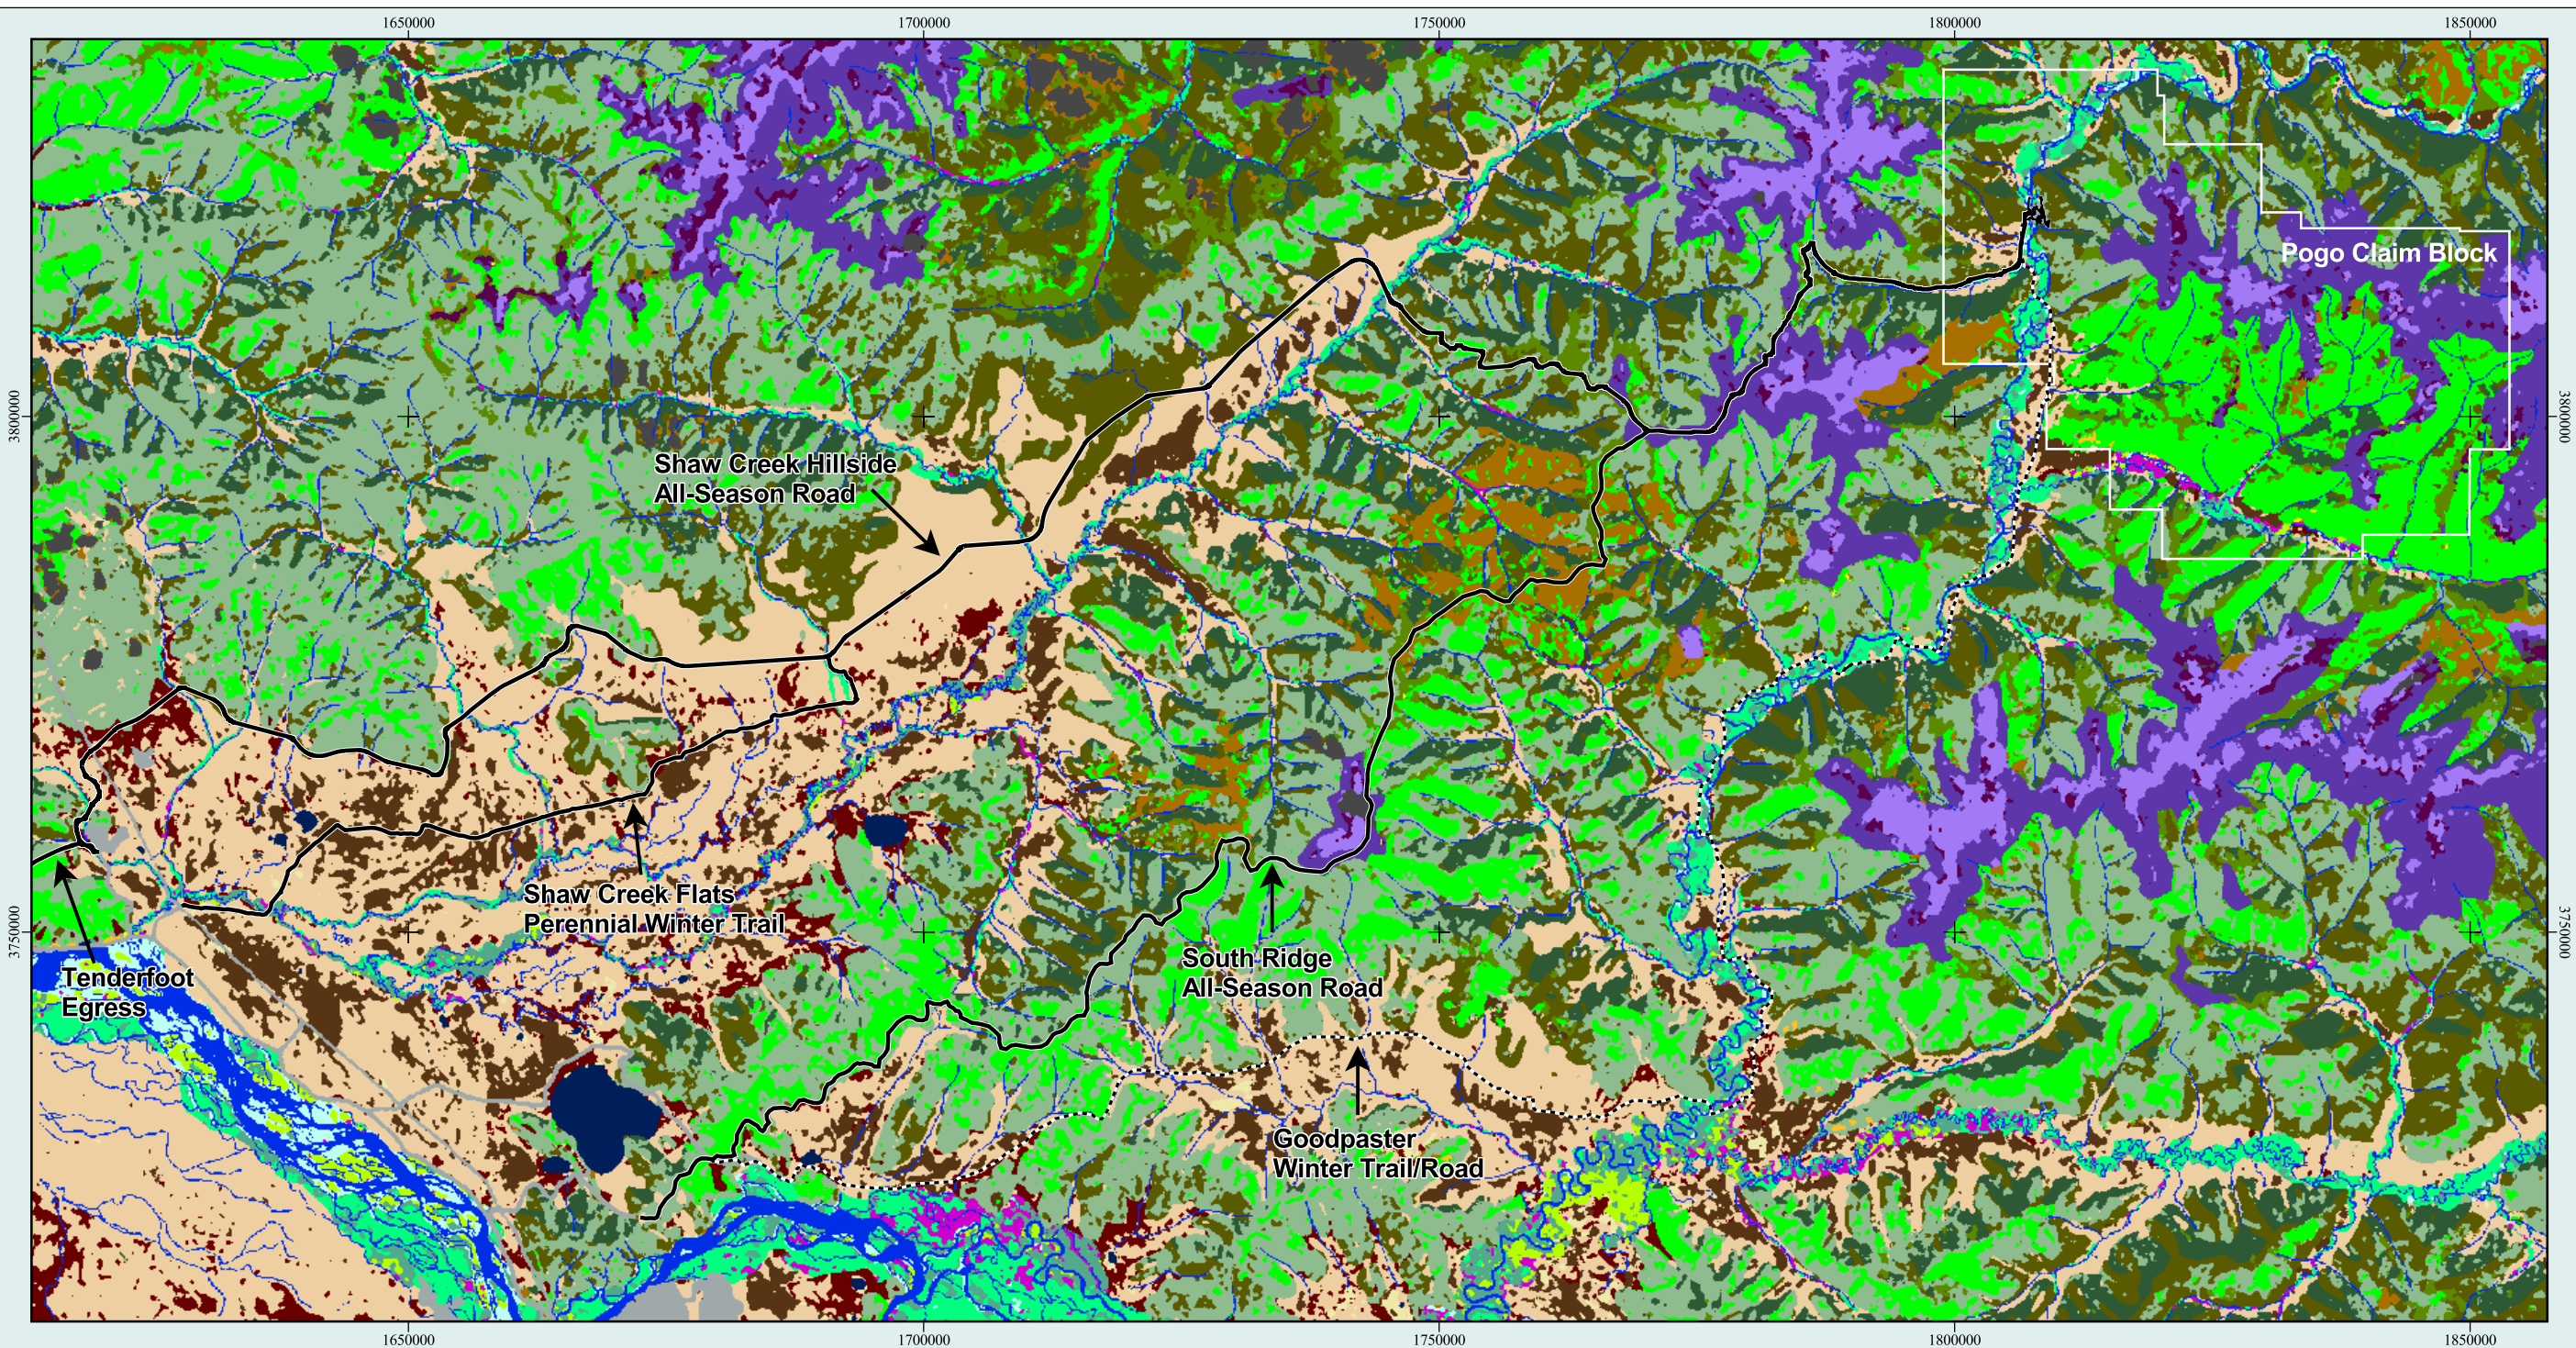 1650000 1700000 1750000 1800000 1850000
Pogo Claim Block
3800000 3800000
Shaw Creek Hillside
All-Season Road
Shaw Creek Flats
Perennial Winter Trail
3750000 3750000
South Ridge
All-Season Road
Tenderfoot
Egress
Goodpaster
Winter Trail/Road
1650000 1700000 1750000 1800000 1850000